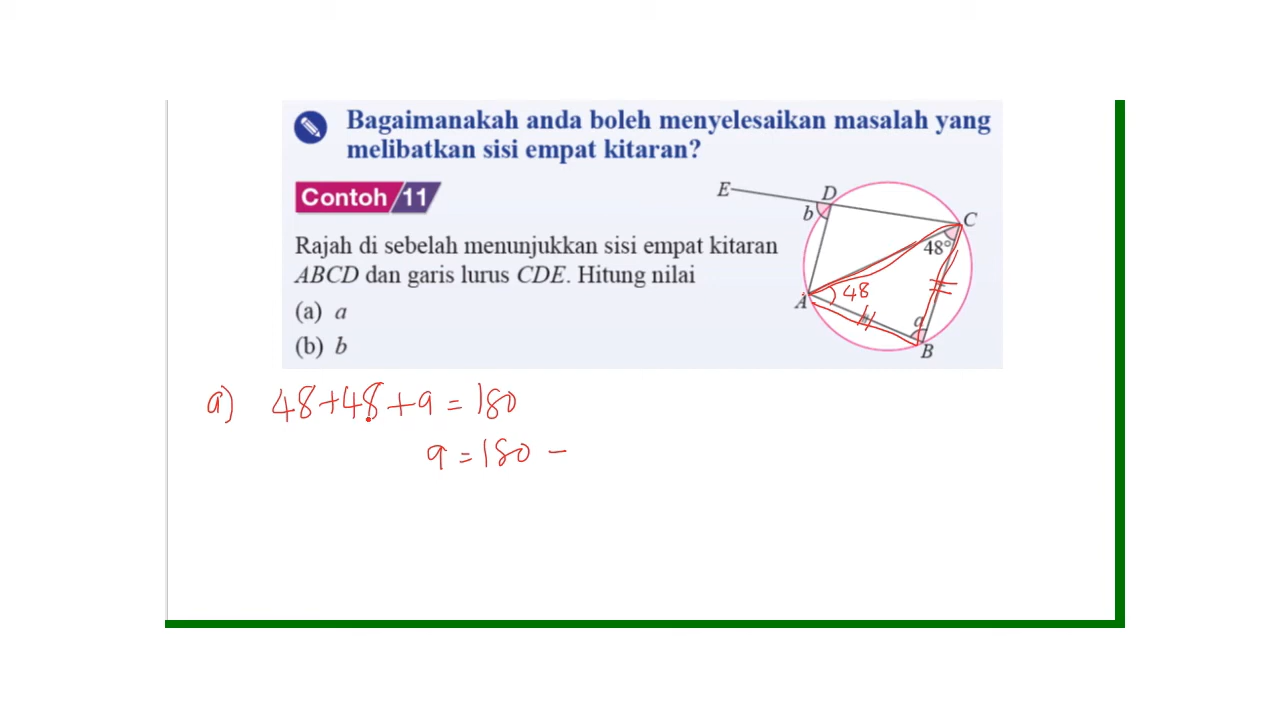 Bagaimanakah anda boleh menyelesaikan masalah yang
melibatkan sisi empat kitaran?
Contoh 11
Rajah di sebelah menunjukkan sisi empat kitaran
ABCD dan garis lurus CDE. Hitung nilai
(a) a
(b) b
E
D
b
C
48°
A
48
a
B
a) 48+48+a=180
a=180-